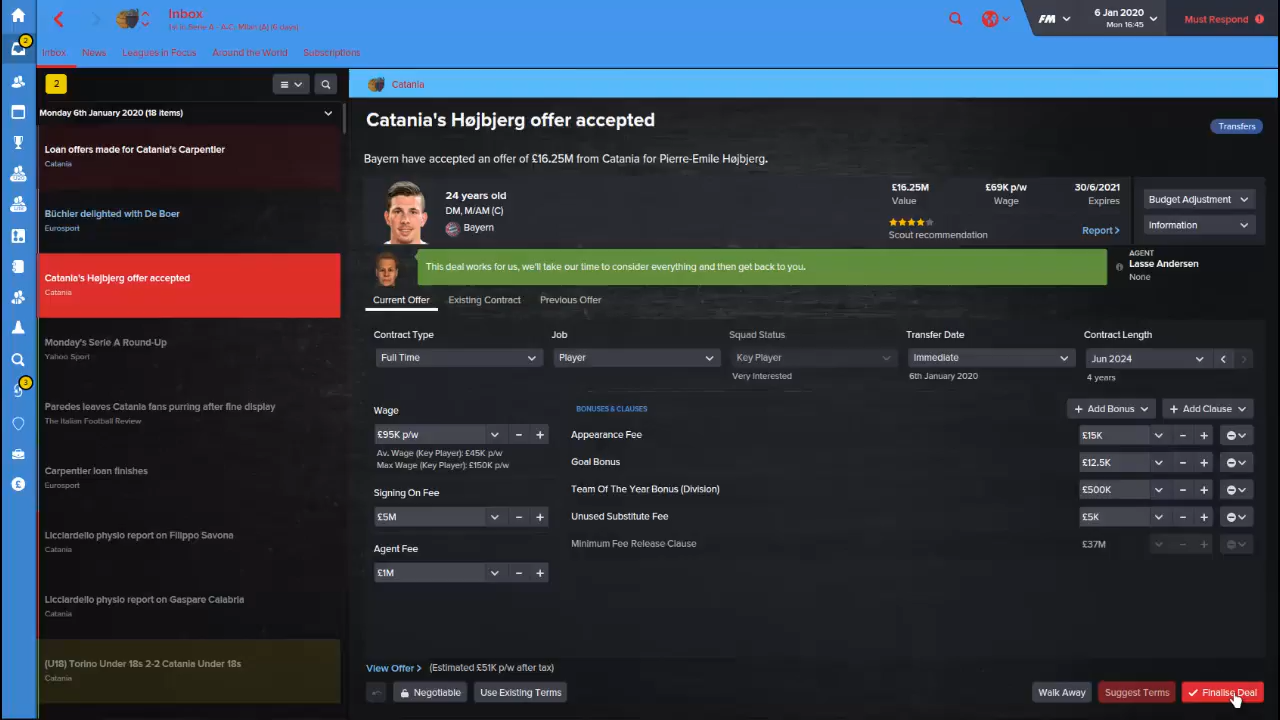 Inbox
FM
6 Jan 2020
Mon 16:45
Must Respond
2
Inbox
News
Leagues in Focus
Around the World
Subscriptions
2
Catania
Monday 6th January 2020 (18 items)
Catania's Højbjerg offer accepted
Transfers
Loan offers made for Catania's Carpentier
Catania
Bayern have accepted an offer of £16.25M from Catania for Pierre-Emile Højbjerg.
Büchler delighted with De Boer
Eurosport
24 years old
DM, M/AM (C)
Bayern
£16.25M
Value
£69K p/w
Wage
30/6/2021
Expires
Scout recommendation
Report >
Budget Adjustment
Information
Catania's Højbjerg offer accepted
Catania
This deal works for us, we'll take our time to consider everything and then get back to you.
AGENT
Lasse Andersen
None
Current Offer
Existing Contract
Previous Offer
Monday's Serie A Round-Up
Yahoo Sport
Contract Type
Full Time
Job
Player
Squad Status
Key Player
Very Interested
Transfer Date
Immediate
6th January 2020
Contract Length
Jun 2024
4 years
3
Paredes leaves Catania fans purring after fine display
The Italian Football Review
Wage
£95K p/w
Av. Wage (Key Player): £45K p/w
Max Wage (Key Player): £150K p/w
BONUSES & CLAUSES
+ Add Bonus
+ Add Clause
Appearance Fee
£15K
Goal Bonus
£12.5K
Team Of The Year Bonus (Division)
£500K
Unused Substitute Fee
£5K
Minimum Fee Release Clause
£37M
Carpentier loan finishes
Eurosport
Signing On Fee
£5M
Licciardello physio report on Filippo Savona
Catania
Agent Fee
£1M
Licciardello physio report on Gaspare Calabria
Catania
(U18) Torino Under 18s 2-2 Catania Under 18s
Catania
View Offer > (Estimated £51K p/w after tax)
Negotiable
Use Existing Terms
Walk Away
Suggest Terms
Finalise Deal